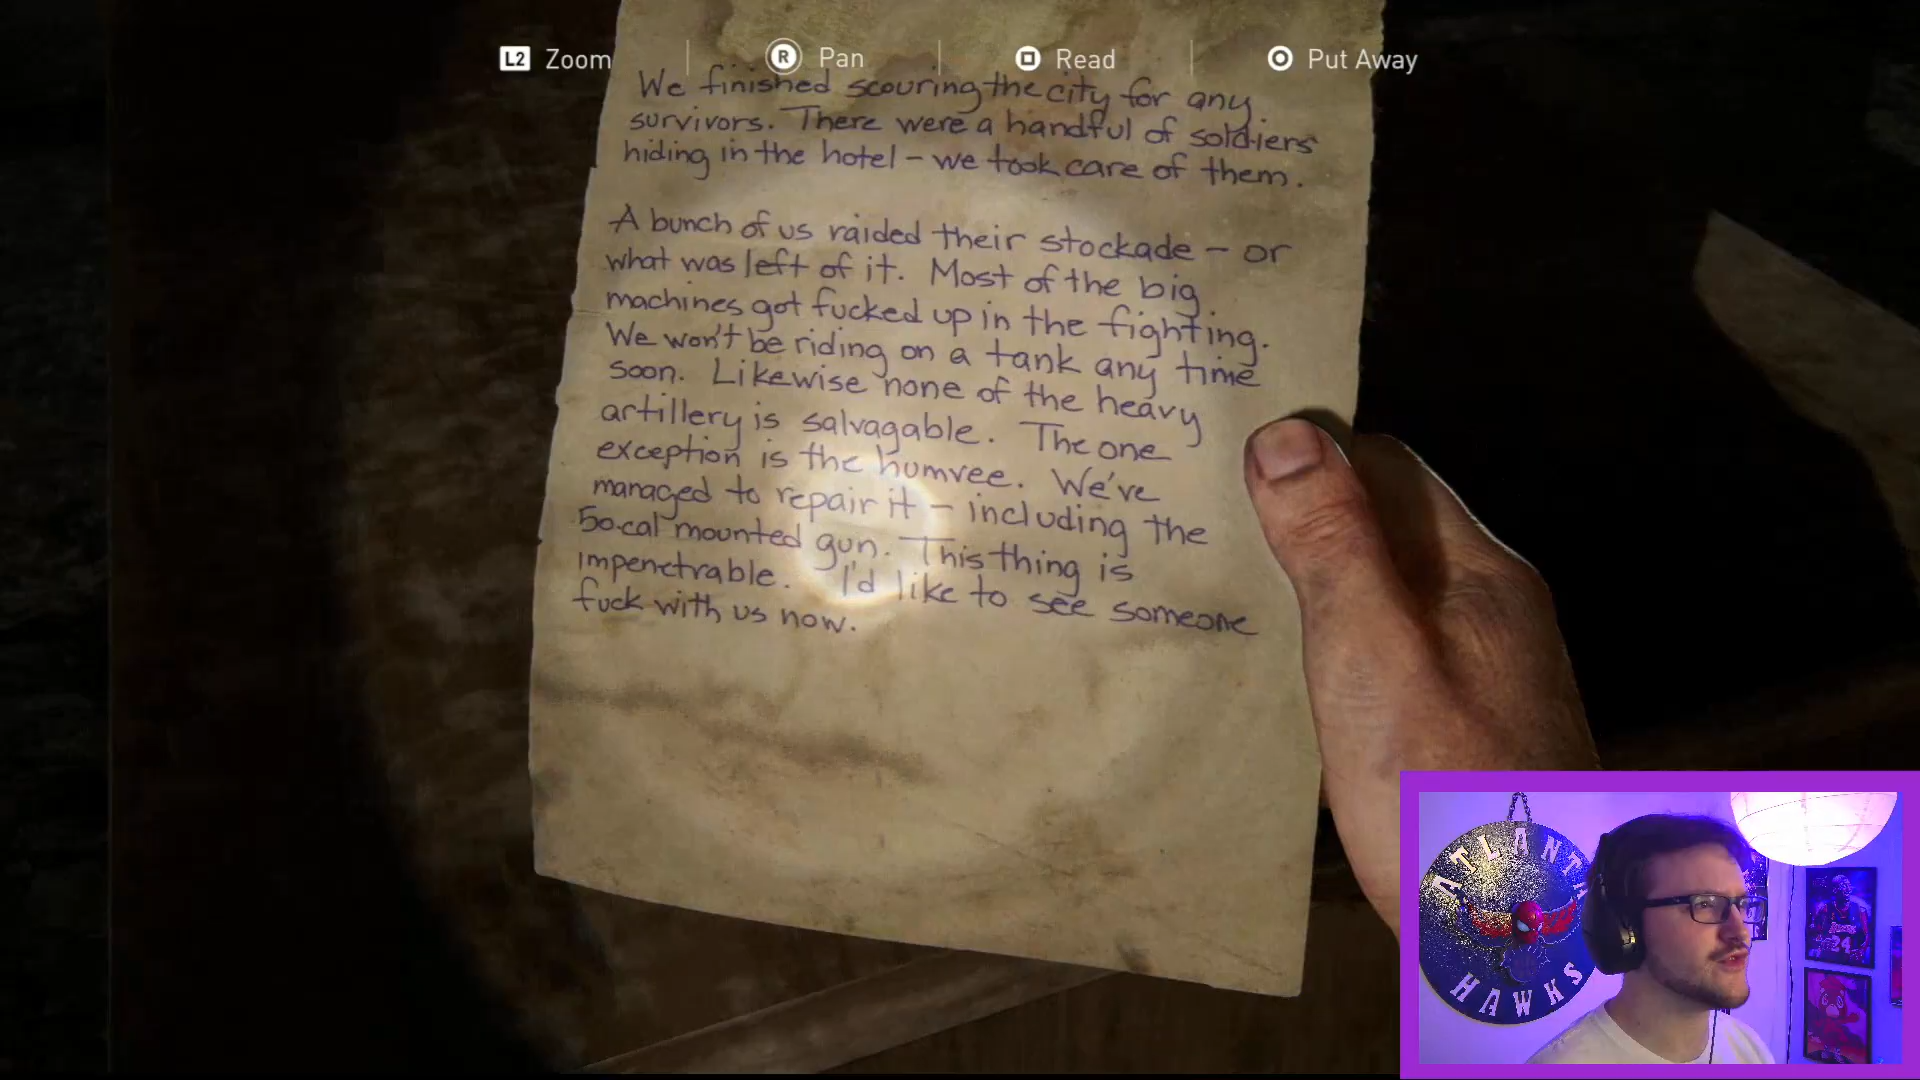 L2 Zoom R Pan Read Put Away
We finished scouring the city for any
survivors. There were a handful of soldiers
hiding in the hotel – we took care of them.
A bunch of us raided their stockade – or
what was left of it. Most of the big
machines got fucked up in the fighting.
We won't be riding on a tank any time
soon. Likewise none of the heavy
artillery is salvagable. The one
exception is the humvee. We've
managed to repair it – including the
50.cal mounted gun. This thing is
impenetrable. I'd like to see someone
fuck with us now.
ATLANTA
HAWKS
24